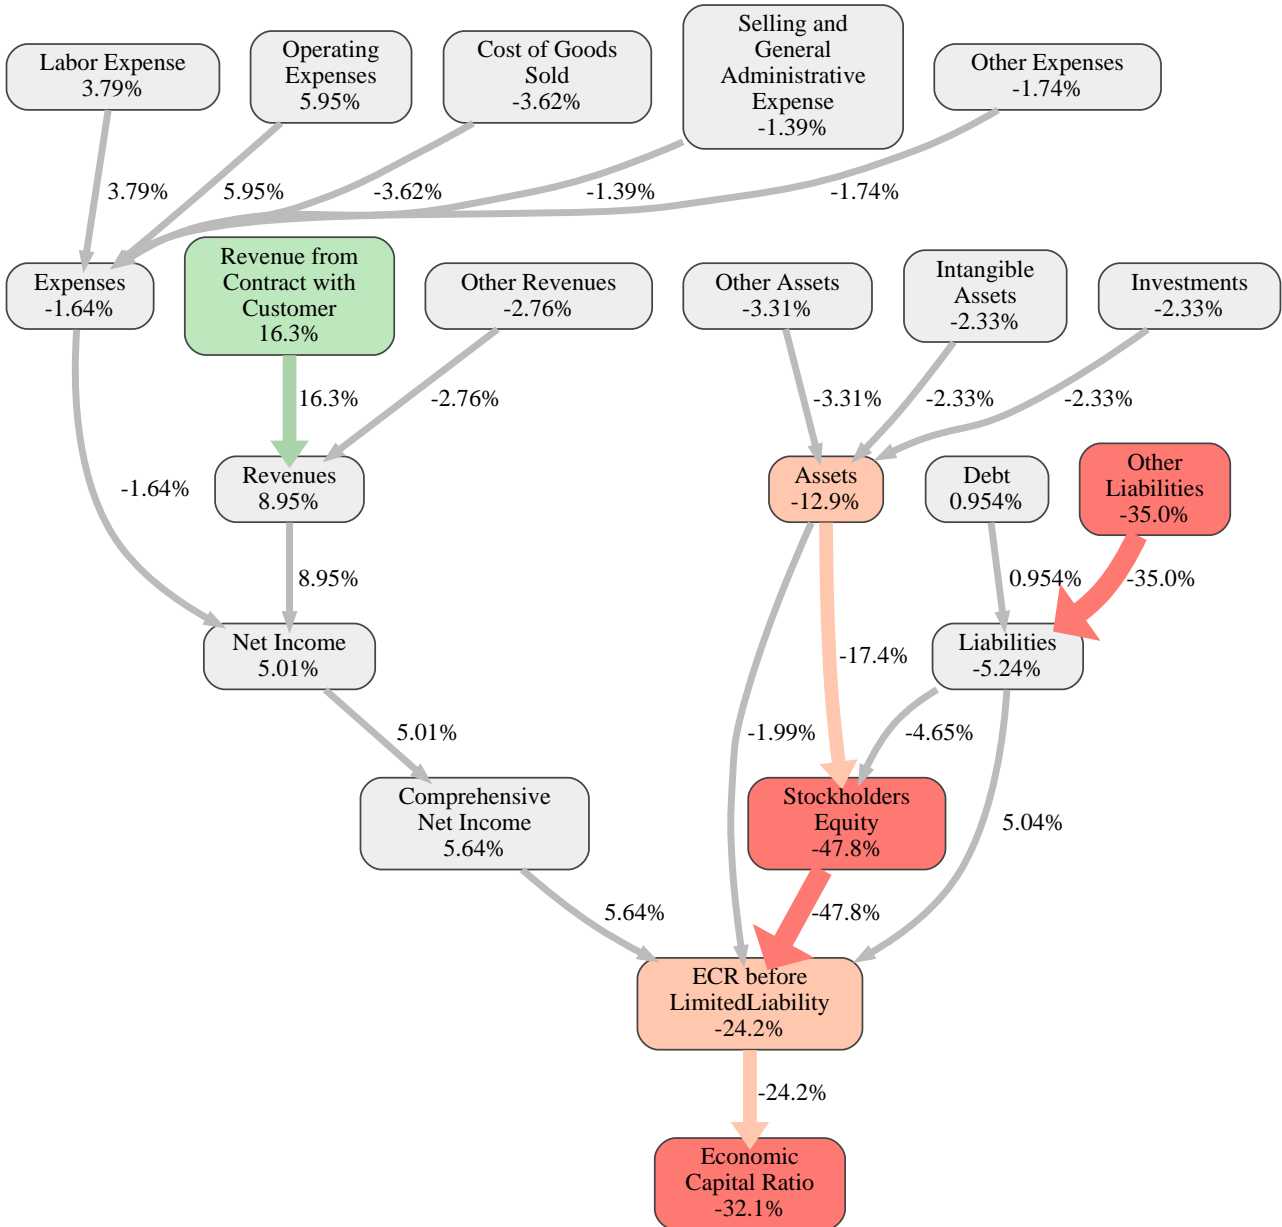 Labor Expense
3.79%
Operating
Expenses
5.95%
Cost of Goods
Sold
-3.62%
Selling and
General
Administrative
Expense
-1.39%
Other Expenses
-1.74%
3.79%
5.95%
-3.62%
-1.39%
-1.74%
Expenses
-1.64%
Revenue from
Contract with
Customer
16.3%
Other Revenues
-2.76%
Other Assets
-3.31%
Intangible
Assets
-2.33%
Investments
-2.33%
16.3%
-2.76%
-3.31%
-2.33%
-2.33%
-1.64%
Revenues
8.95%
Assets
-12.9%
Debt
0.954%
Other
Liabilities
-35.0%
8.95%
0.954%
-35.0%
Net Income
5.01%
-17.4%
Liabilities
-5.24%
5.01%
-1.99%
-4.65%
Comprehensive
Net Income
5.64%
Stockholders
Equity
-47.8%
5.04%
5.64%
-47.8%
ECR before
LimitedLiability
-24.2%
-24.2%
Economic
Capital Ratio
-32.1%